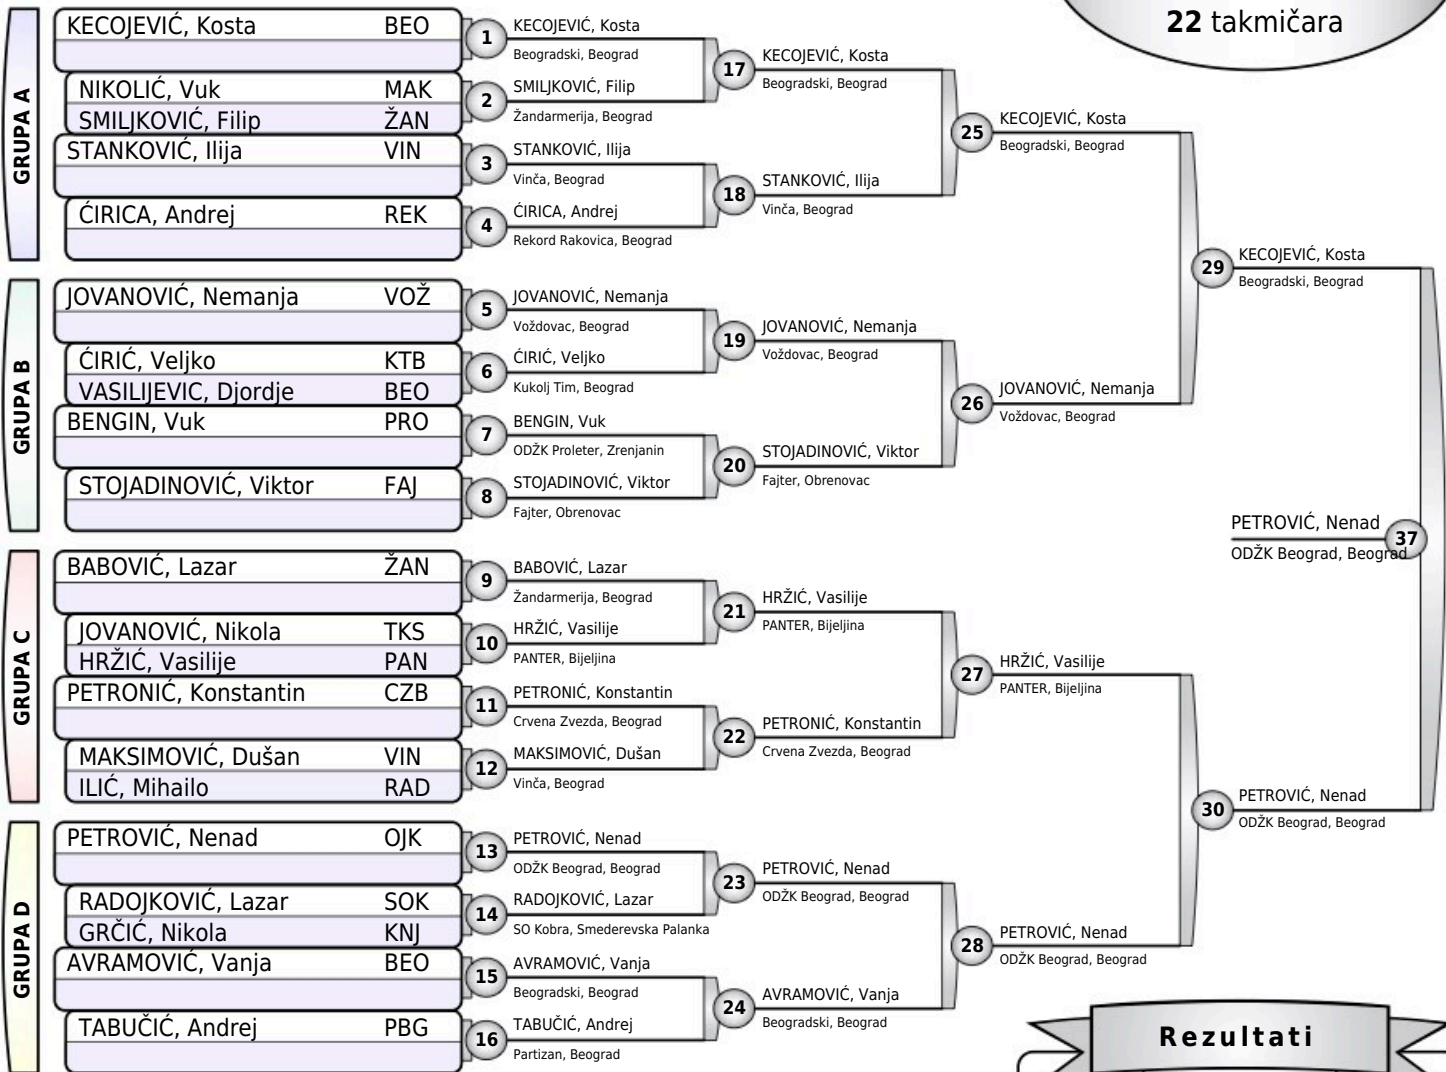 22 takmičara
GRUPA A
KECOJEVIĆ, Kosta BEO
NIKOLIĆ, Vuk MAK
SMILJKOVIĆ, Filip ŽAN
STANKOVIĆ, Ilija VIN
ĆIRICA, Andrej REK
GRUPA B
JOVANOVIĆ, Nemanja VOŽ
ĆIRIĆ, Veljko KTB
VASILIJEVIC, Djordje BEO
BENGIN, Vuk PRO
STOJADINOVIĆ, Viktor FAJ
GRUPA C
BABOVIĆ, Lazar ŽAN
JOVANOVIĆ, Nikola TKS
HRŽIĆ, Vasilije PAN
PETRONIĆ, Konstantin CZB
MAKSIMOVIĆ, Dušan VIN
ILIĆ, Mihailo RAD
GRUPA D
PETROVIĆ, Nenad OJK
RADOJKOVIĆ, Lazar SOK
GRČIĆ, Nikola KNJ
AVRAMOVIĆ, Vanja BEO
TABUČIĆ, Andrej PBG
1 KECOJEVIĆ, Kosta
Beogradski, Beograd
2 SMILJKOVIĆ, Filip
Žandarmerija, Beograd
3 STANKOVIĆ, Ilija
Vinča, Beograd
4 ĆIRICA, Andrej
Rekord Rakovica, Beograd
5 JOVANOVIĆ, Nemanja
Voždovac, Beograd
6 ĆIRIĆ, Veljko
Kukolj Tim, Beograd
7 BENGIN, Vuk
ODŽK Proleter, Zrenjanin
8 STOJADINOVIĆ, Viktor
Fajter, Obrenovac
9 BABOVIĆ, Lazar
Žandarmerija, Beograd
10 HRŽIĆ, Vasilije
PANTER, Bijeljina
11 PETRONIĆ, Konstantin
Crvena Zvezda, Beograd
12 MAKSIMOVIĆ, Dušan
Vinča, Beograd
13 PETROVIĆ, Nenad
ODŽK Beograd, Beograd
14 RADOJKOVIĆ, Lazar
SO Kobra, Smederevska Palanka
15 AVRAMOVIĆ, Vanja
Beogradski, Beograd
16 TABUČIĆ, Andrej
Partizan, Beograd
17 KECOJEVIĆ, Kosta
Beogradski, Beograd
18 STANKOVIĆ, Ilija
Vinča, Beograd
19 JOVANOVIĆ, Nemanja
Voždovac, Beograd
20 STOJADINOVIĆ, Viktor
Fajter, Obrenovac
21 HRŽIĆ, Vasilije
PANTER, Bijeljina
22 PETRONIĆ, Konstantin
Crvena Zvezda, Beograd
23 PETROVIĆ, Nenad
ODŽK Beograd, Beograd
24 AVRAMOVIĆ, Vanja
Beogradski, Beograd
25 KECOJEVIĆ, Kosta
Beogradski, Beograd
26 JOVANOVIĆ, Nemanja
Voždovac, Beograd
27 HRŽIĆ, Vasilije
PANTER, Bijeljina
28 PETROVIĆ, Nenad
ODŽK Beograd, Beograd
29 KECOJEVIĆ, Kosta
Beogradski, Beograd
30 PETROVIĆ, Nenad
ODŽK Beograd, Beograd
PETROVIĆ, Nenad 37
ODŽK Beograd, Beograd
Rezultati